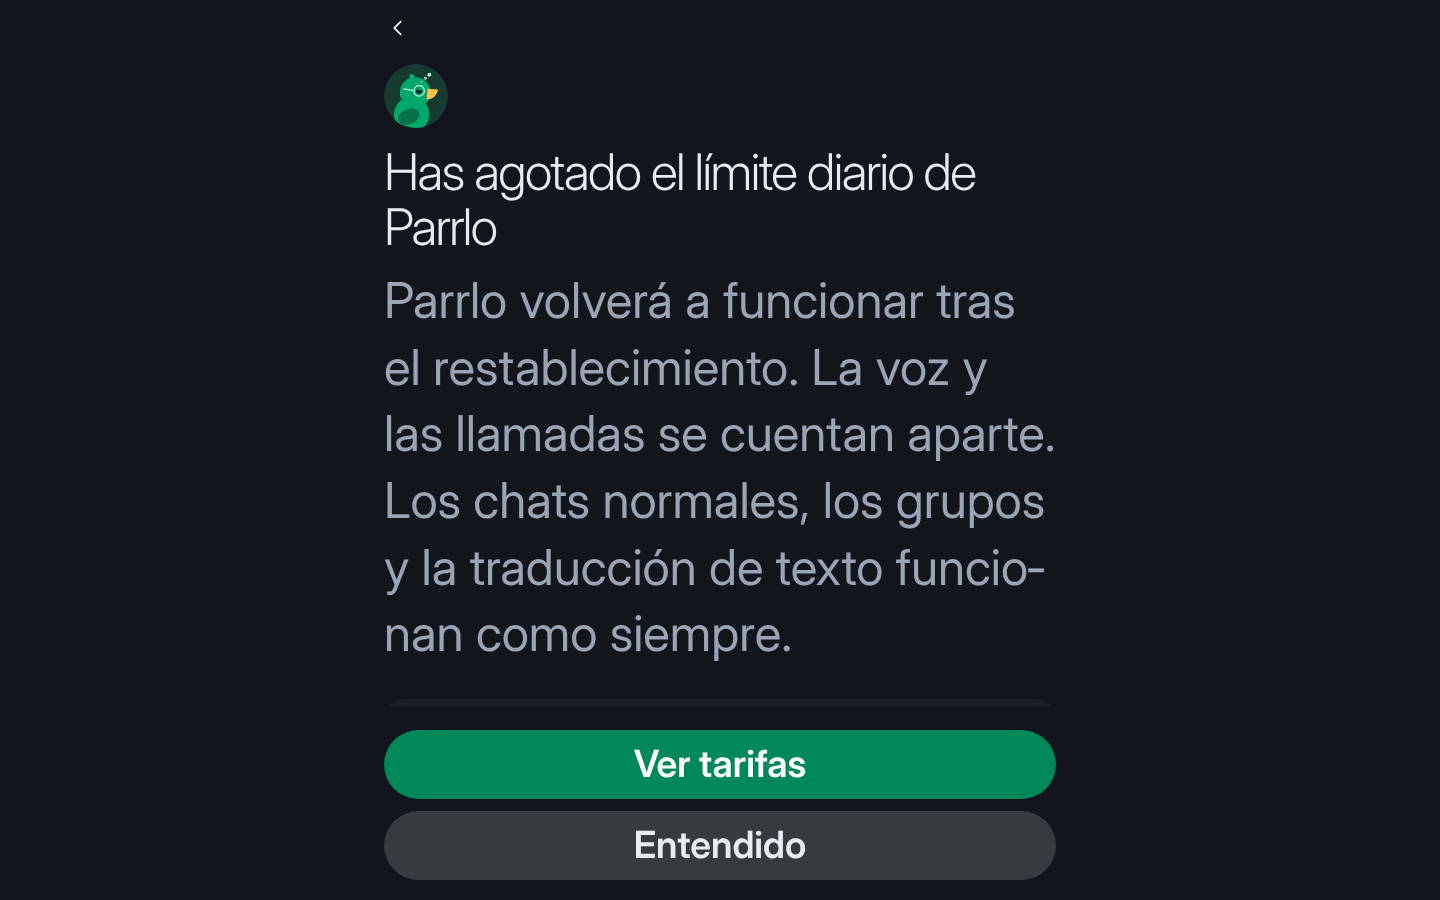 Has agotado el límite diario de
Parrlo
Parrlo volverá a funcionar tras
el restablecimiento. La voz y
las llamadas se cuentan aparte.
Los chats normales, los grupos
y la traducción de texto funcio-
nan como siempre.
Ver tarifas
Entendido